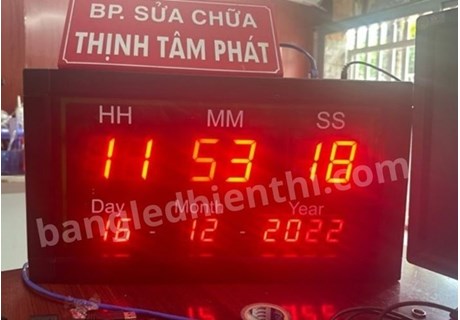 BP. SỬA CHỮA
THỊNH TÂM PHÁT
HH MM SS
11 53 18
Day Month Year
16 12 - 2022
bangledhienthi.com